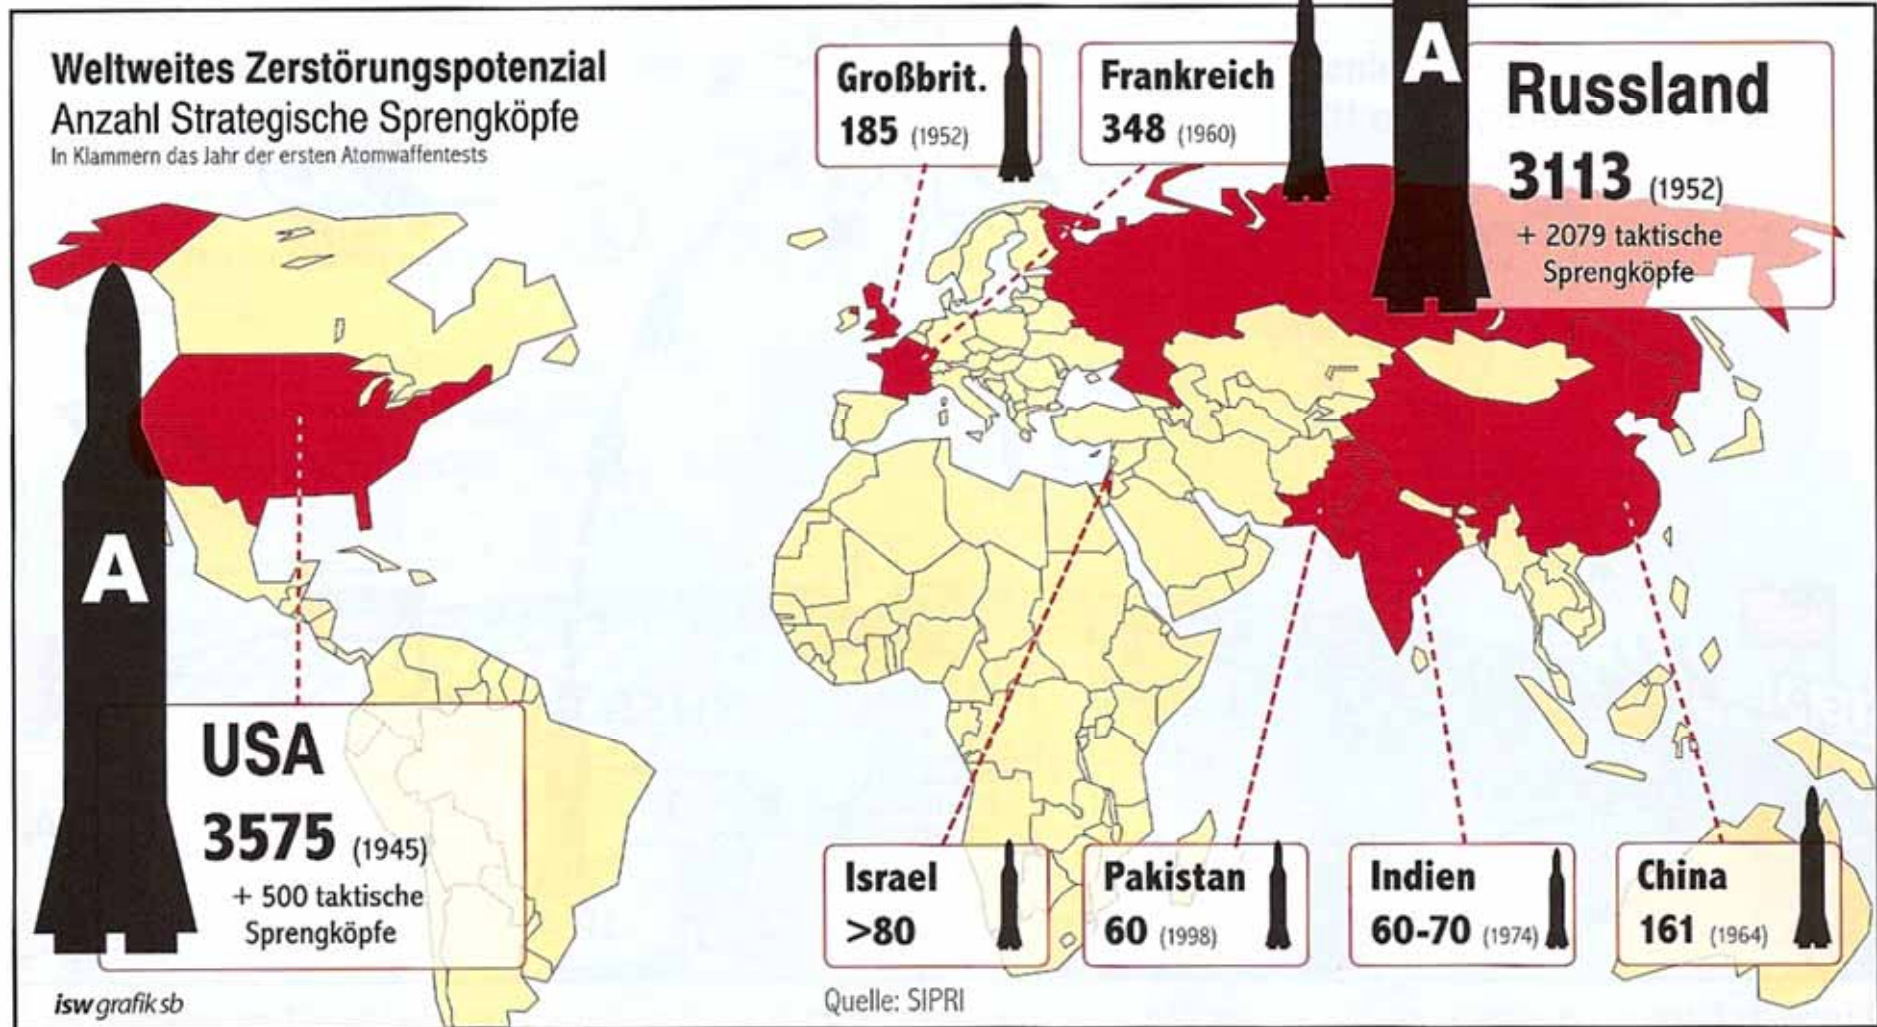 Weltweites Zerstörungspotenzial
Anzahl Strategische Sprengköpfe
In Klammern das Jahr der ersten Atomwaffentests
Großbrit.
185 (1952)
Frankreich
348 (1960)
A
Russland
3113 (1952)
+ 2079 taktische
Sprengköpfe
A
USA
3575 (1945)
+ 500 taktische
Sprengköpfe
Israel
>80
Pakistan
60 (1998)
Indien
60-70 (1974)
China
161 (1964)
isw grafik sb
Quelle: SIPRI